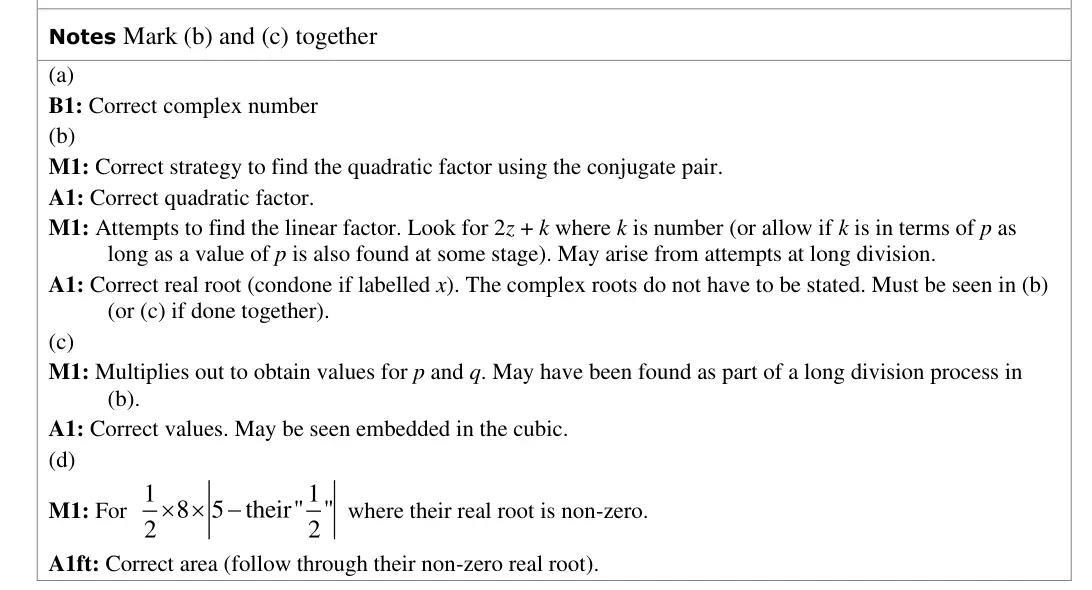 Notes Mark (b) and (c) together
(a)
B1: Correct complex number
(b)
M1: Correct strategy to find the quadratic factor using the conjugate pair.
A1: Correct quadratic factor.
M1: Attempts to find the linear factor. Look for 2z + k where k is number (or allow if k is in terms of p as
long as a value of p is also found at some stage). May arise from attempts at long division.
A1: Correct real root (condone if labelled x). The complex roots do not have to be stated. Must be seen in (b)
(or (c) if done together).
(c)
M1: Multiplies out to obtain values for p and q. May have been found as part of a long division process in
(b).
A1: Correct values. May be seen embedded in the cubic.
(d)
M1: For 1/2 × 8 × |5 − their "1/2"| where their real root is non-zero.
A1ft: Correct area (follow through their non-zero real root).